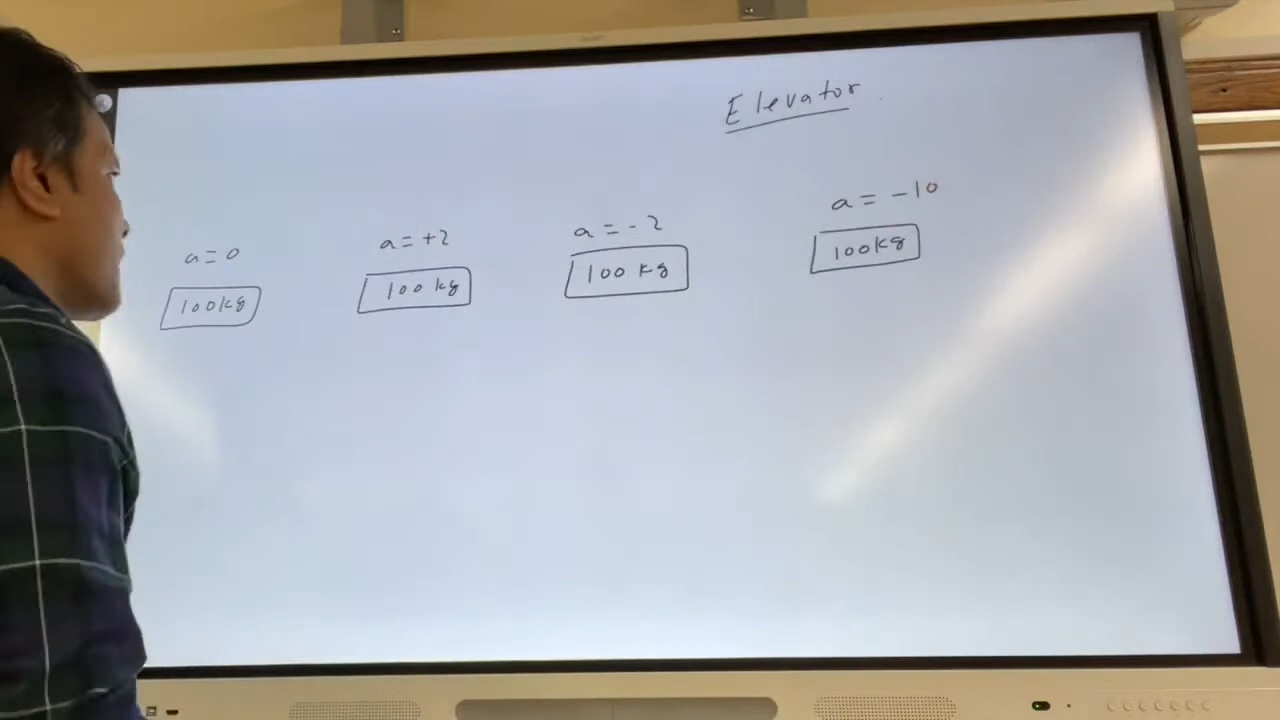 Elevator
a = 0
100kg
a = +2
100 kg
a = - 2
100 kg
a = -10
100kg